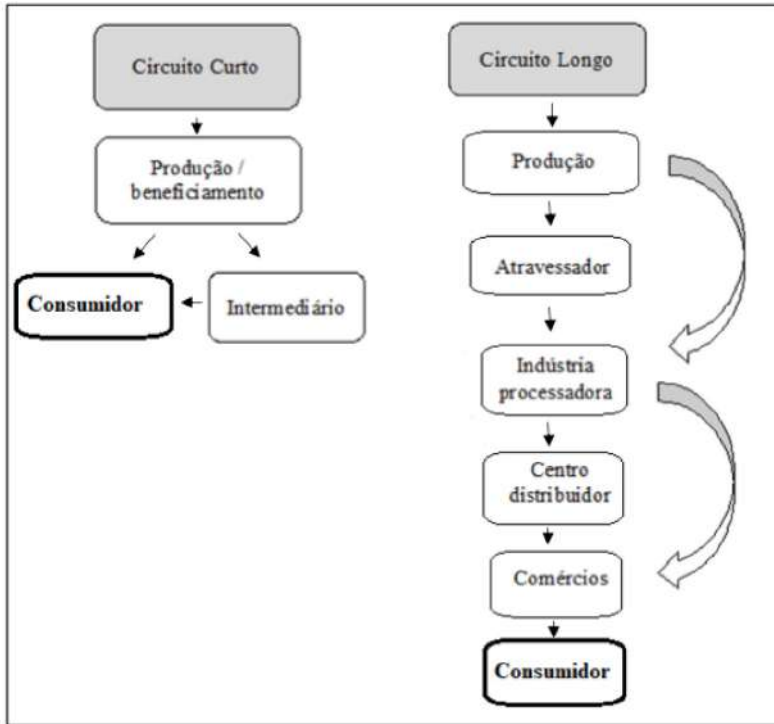 Circuito Curto
Produção /
beneficiamento
Consumidor
Intermediário
Circuito Longo
Produção
Atravessador
Indústria
processadora
Centro
distribuidor
Comércios
Consumidor